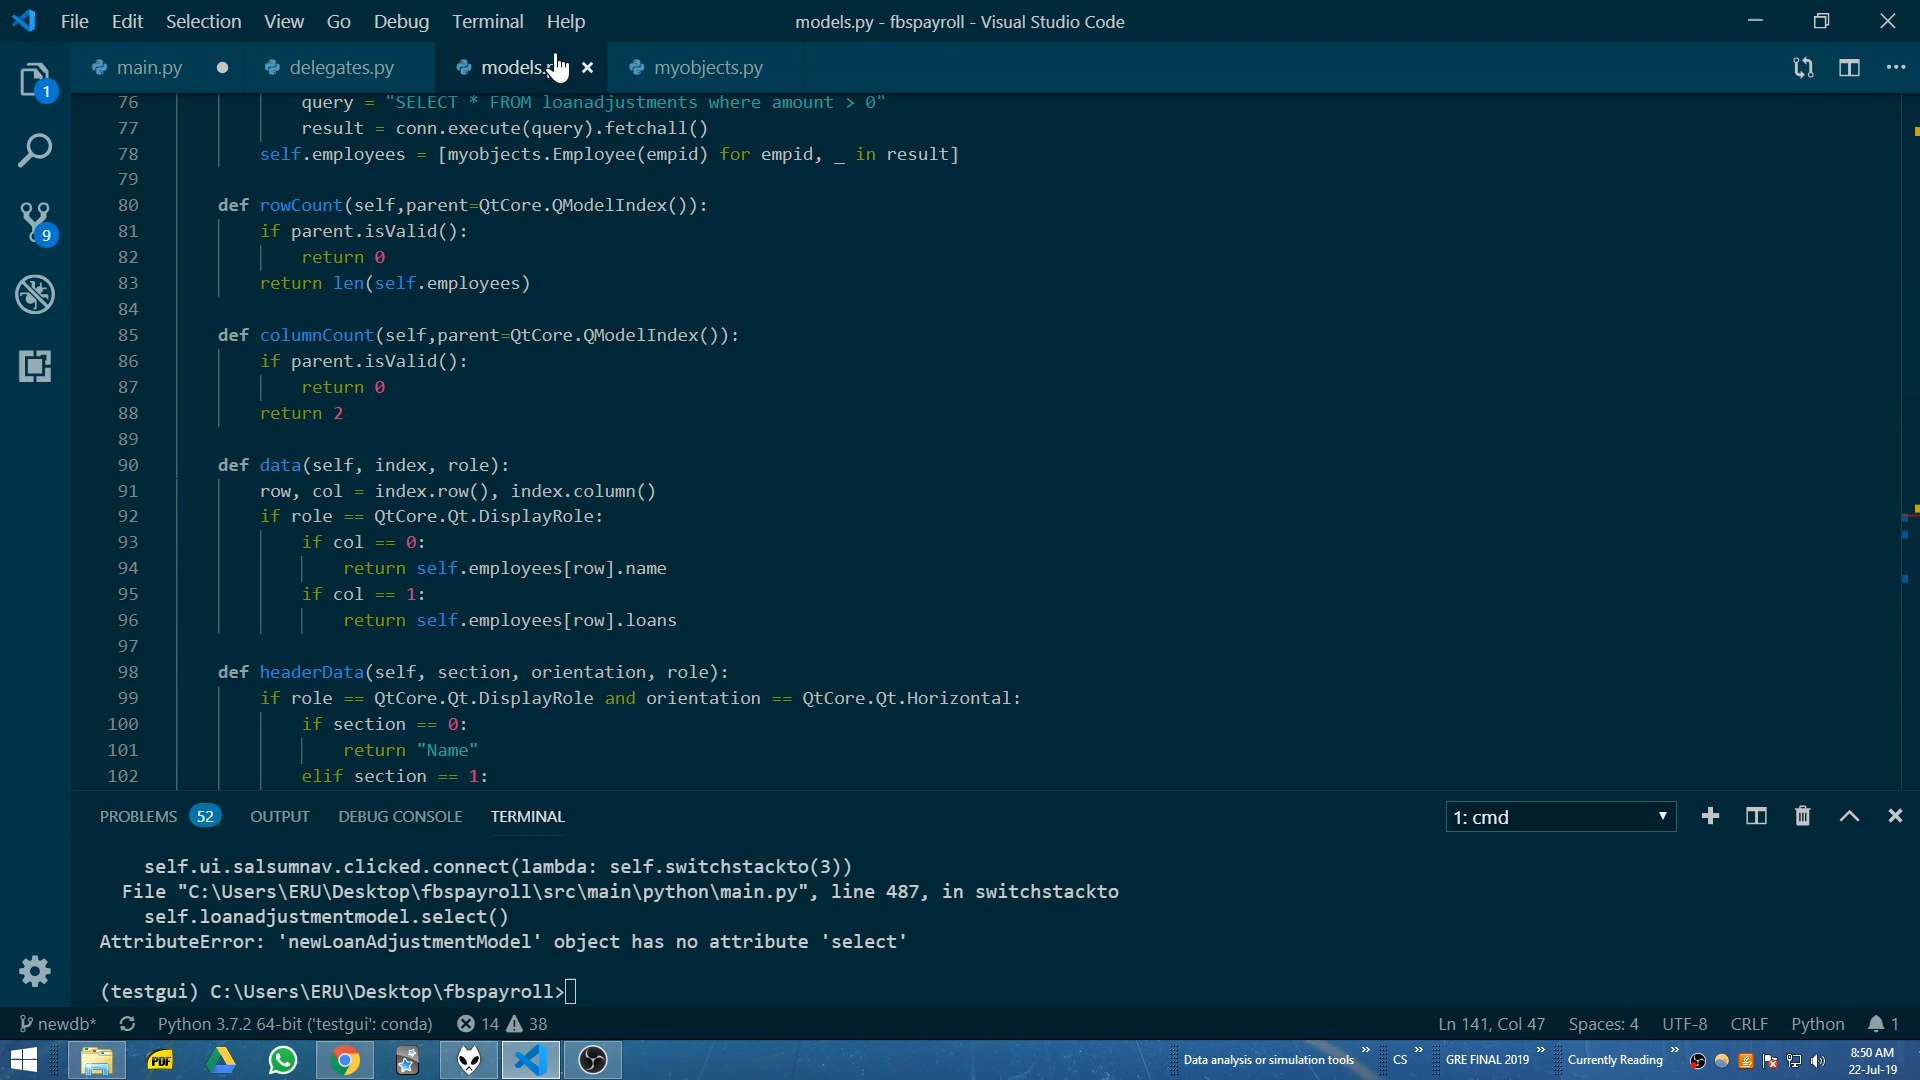 File Edit Selection View Go Debug Terminal Help
models.py - fbspayroll - Visual Studio Code
1
main.py
delegates.py
models.
myobjects.py
9
76 query = "SELECT * FROM loanadjustments where amount > 0"
77 result = conn.execute(query).fetchall()
78 self.employees = [myobjects.Employee(empid) for empid, _ in result]
79
80 def rowCount(self,parent=QtCore.QModelIndex()):
81 if parent.isValid():
82 return 0
83 return len(self.employees)
84
85 def columnCount(self,parent=QtCore.QModelIndex()):
86 if parent.isValid():
87 return 0
88 return 2
89
90 def data(self, index, role):
91 row, col = index.row(), index.column()
92 if role == QtCore.Qt.DisplayRole:
93 if col == 0:
94 return self.employees[row].name
95 if col == 1:
96 return self.employees[row].loans
97
98 def headerData(self, section, orientation, role):
99 if role == QtCore.Qt.DisplayRole and orientation == QtCore.Qt.Horizontal:
100 if section == 0:
101 return "Name"
102 elif section == 1:
PROBLEMS 52 OUTPUT DEBUG CONSOLE TERMINAL
1: cmd
self.ui.salsumnav.clicked.connect(lambda: self.switchstackto(3))
File "C:\Users\ERU\Desktop\fbspayroll\src\main\python\main.py", line 487, in switchstackto
self.loanadjustmentmodel.select()
AttributeError: 'newLoanAdjustmentModel' object has no attribute 'select'
(testgui) C:\Users\ERU\Desktop\fbspayroll>
newdb* Python 3.7.2 64-bit ('testgui': conda) 14 38
Ln 141, Col 47 Spaces: 4 UTF-8 CRLF Python 1
PDF
Data analysis or simulation tools » CS » GRE FINAL 2019 » Currently Reading »
8:50 AM
22-Jul-19